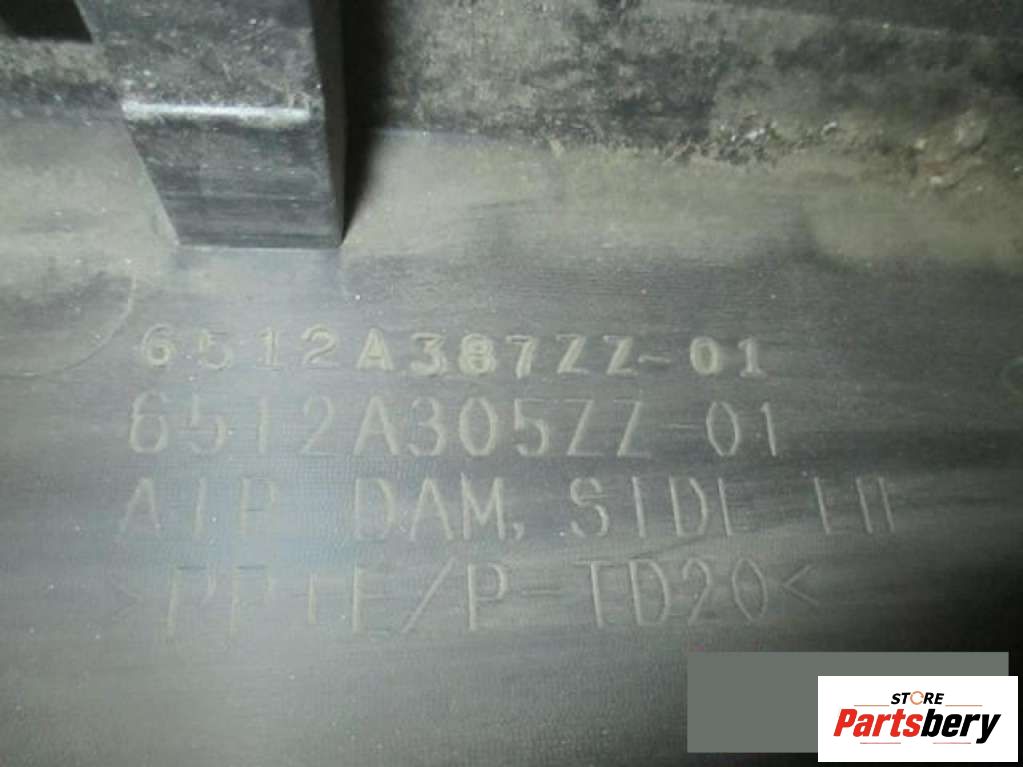 6512A387ZZ-01
6512A305ZZ-01
AIR DAM, SIDE LH
>PP+E/P-TD20<
STORE
Partsbery